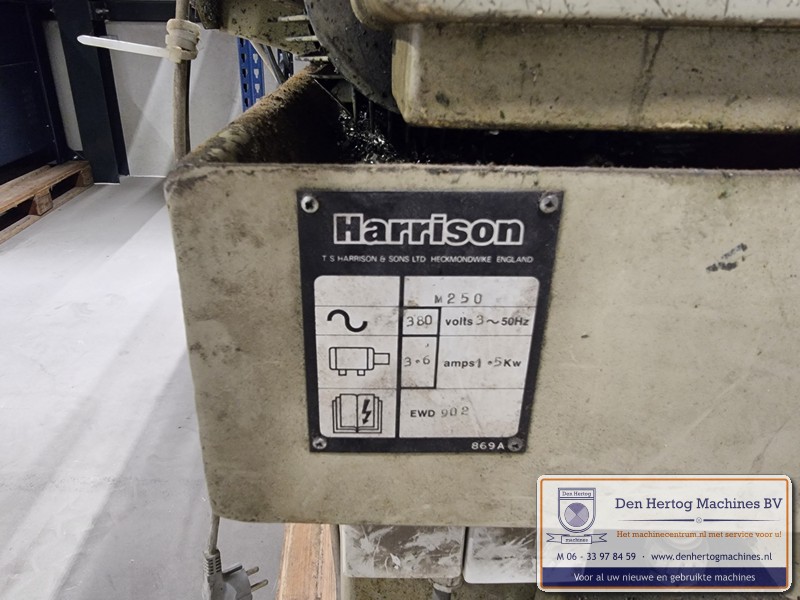 Harrison
T S HARRISON & SONS LTD HECKMONDWIKE ENGLAND
M250
380 volts 3~50Hz
3.6 amps 1.5Kw
EWD 902
869A
Den Hertog
machines
Den Hertog Machines BV
Het machinecentrum.nl met service voor u!
M 06 - 33 97 84 59 · www.denhertogmachines.nl
Voor al uw nieuwe en gebruikte machines